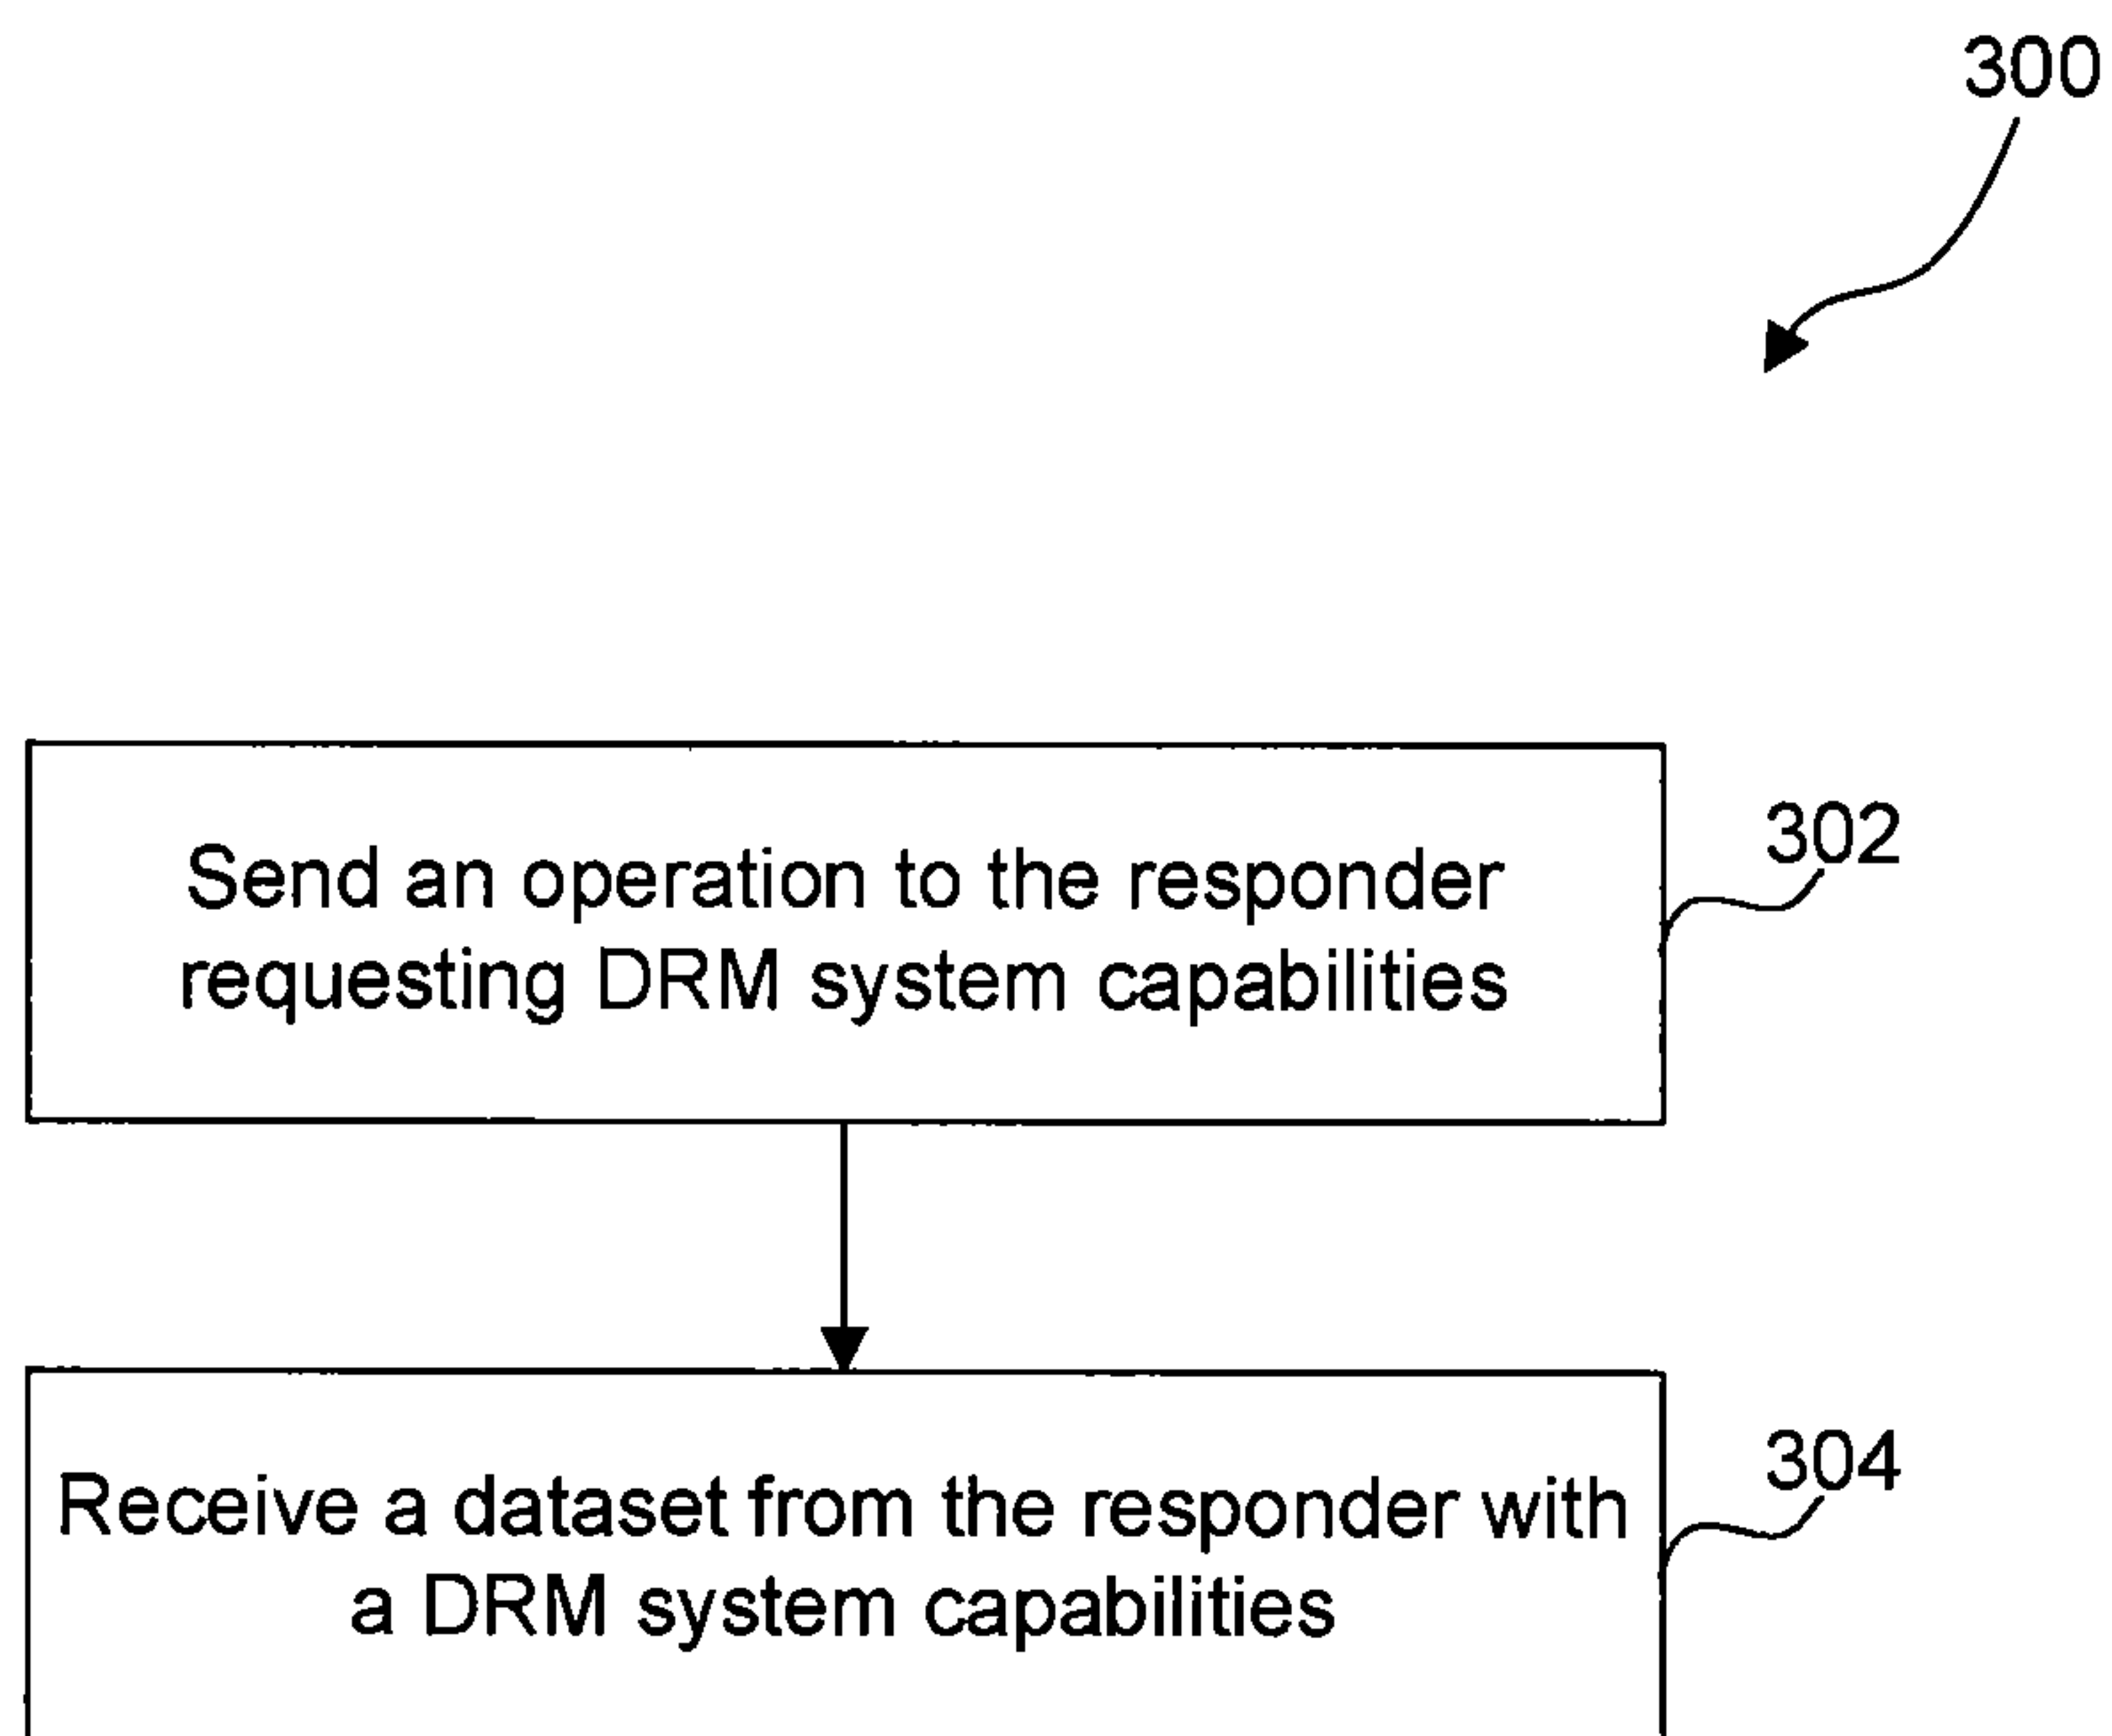 300
Send an operation to the responder
requesting DRM system capabilities
302
Receive a dataset from the responder with
a DRM system capabilities
304